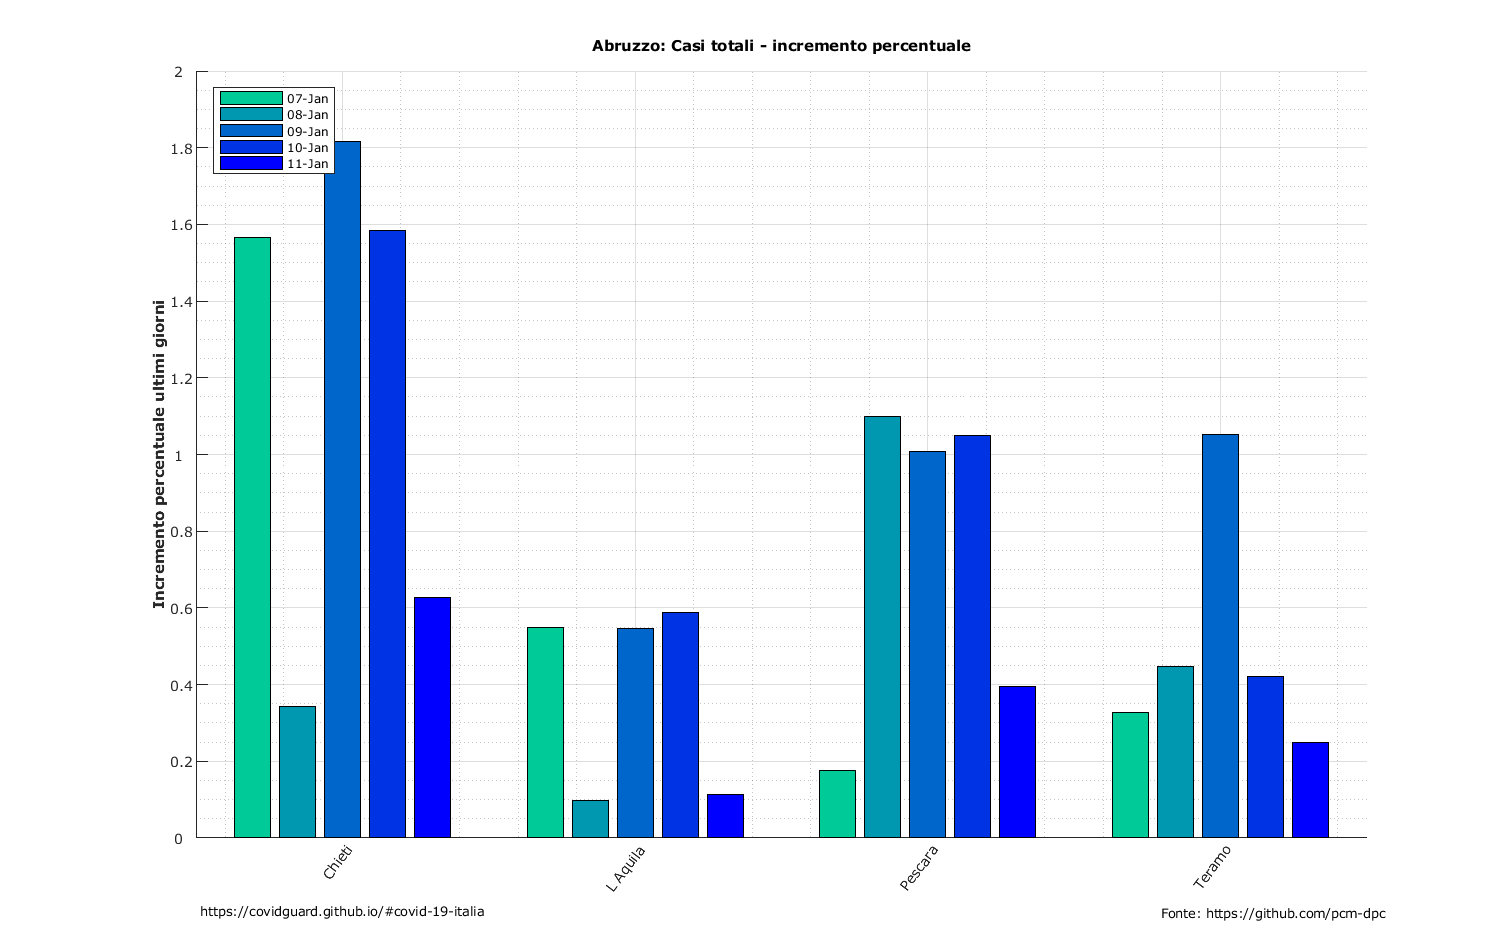 Abruzzo: Casi totali - incremento percentuale
2
07-Jan
08-Jan
09-Jan
10-Jan
11-Jan
1.8
1.6
1.4
1.2
1
0.8
0.6
0.4
0.2
0
Incremento percentuale ultimi giorni
Chieti
L Aquila
Pescara
Teramo
https://covidguard.github.io/#covid-19-italia
Fonte: https://github.com/pcm-dpc